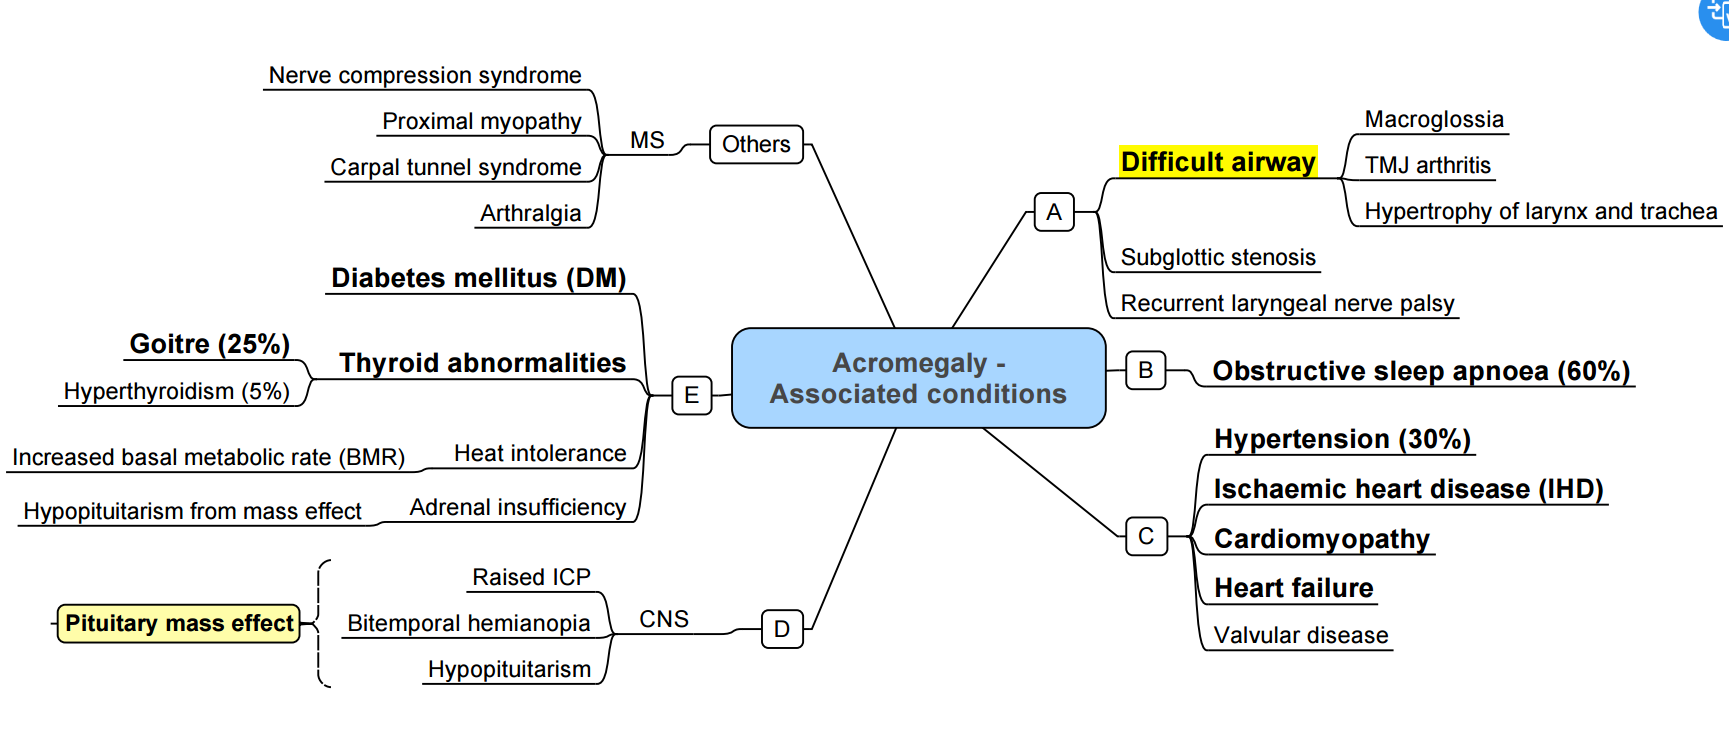 Acromegaly -
Associated conditions
A
Difficult airway
Macroglossia
TMJ arthritis
Hypertrophy of larynx and trachea
Subglottic stenosis
Recurrent laryngeal nerve palsy
B
Obstructive sleep apnoea (60%)
C
Hypertension (30%)
Ischaemic heart disease (IHD)
Cardiomyopathy
Heart failure
Valvular disease
D
CNS
Raised ICP
Bitemporal hemianopia
Hypopituitarism
Pituitary mass effect
E
Diabetes mellitus (DM)
Thyroid abnormalities
Goitre (25%)
Hyperthyroidism (5%)
Heat intolerance
Increased basal metabolic rate (BMR)
Adrenal insufficiency
Hypopituitarism from mass effect
Others
MS
Nerve compression syndrome
Proximal myopathy
Carpal tunnel syndrome
Arthralgia